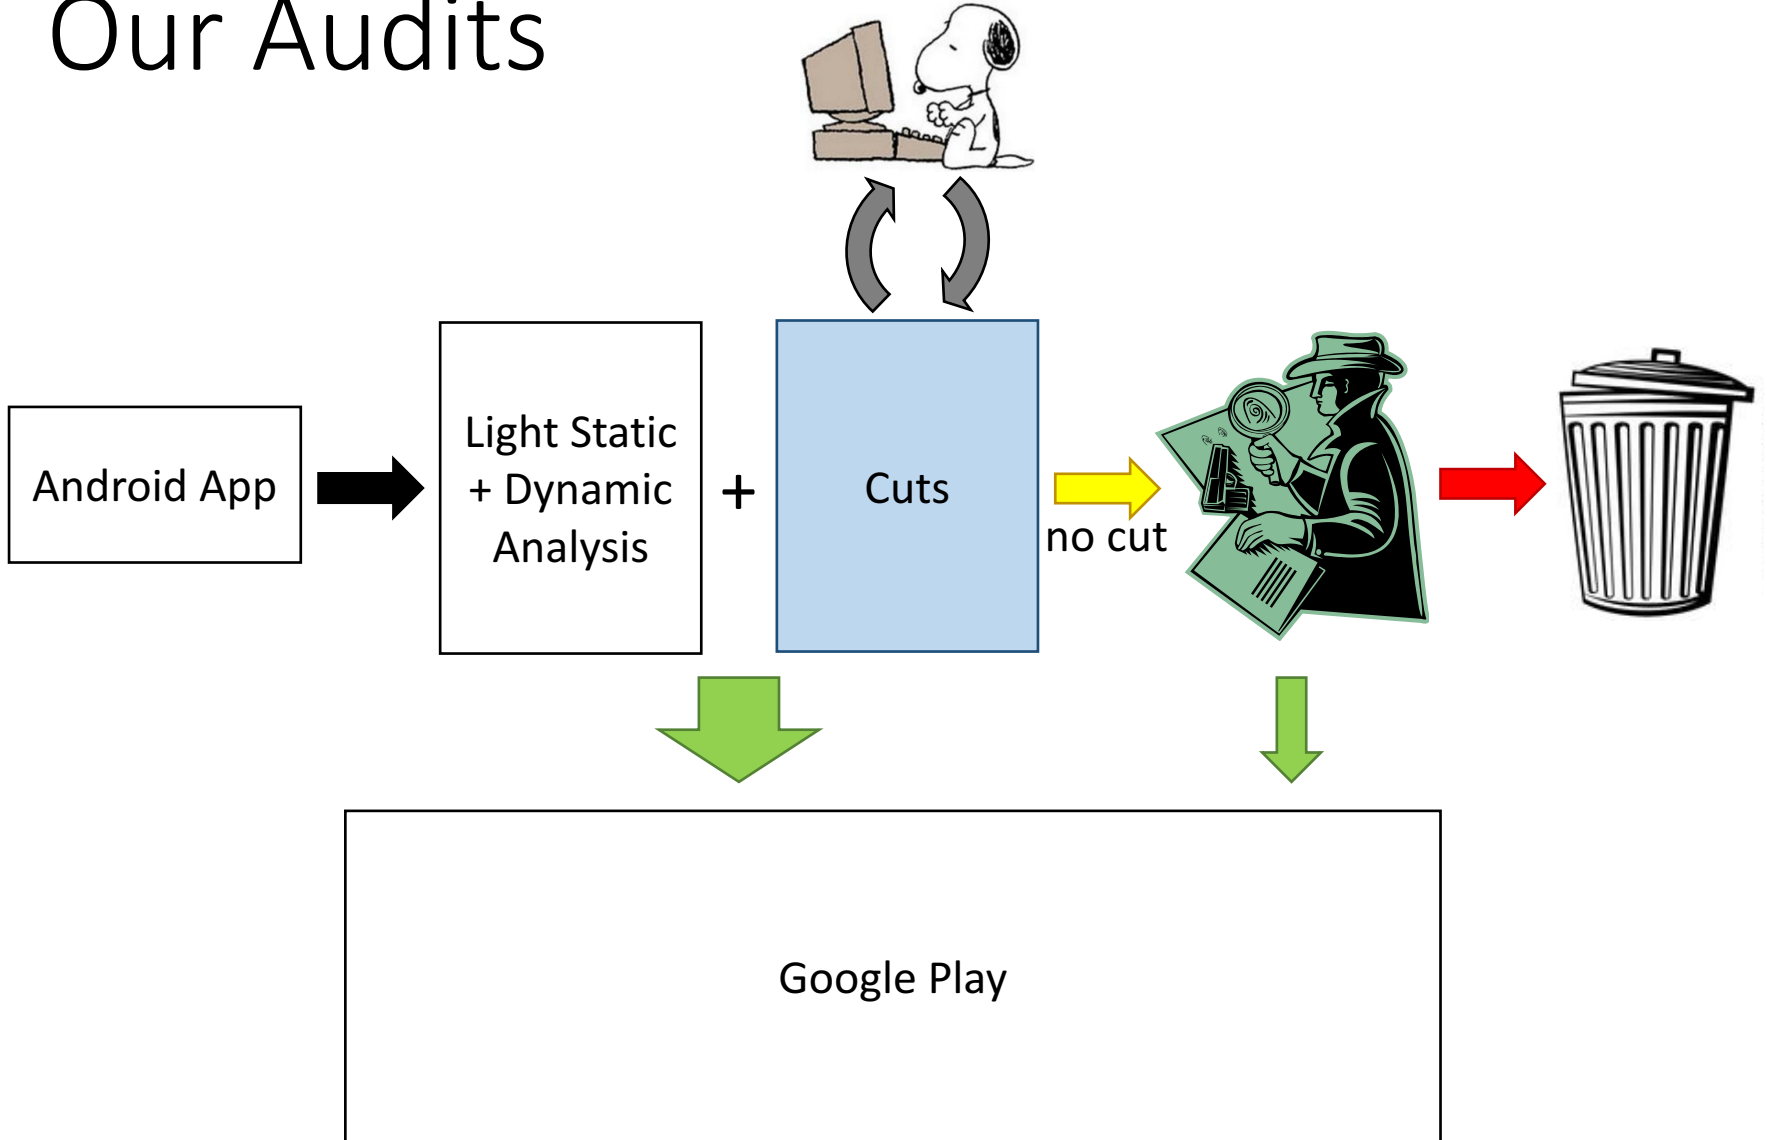 Our Audits
Android App
Light Static
+ Dynamic
Analysis
+
Cuts
no cut
Google Play